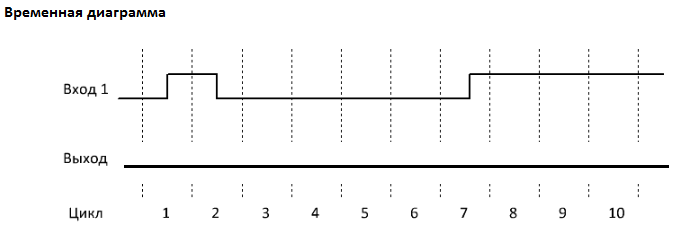 Временная диаграмма
Вход 1
Выход
Цикл 1 2 3 4 5 6 7 8 9 10